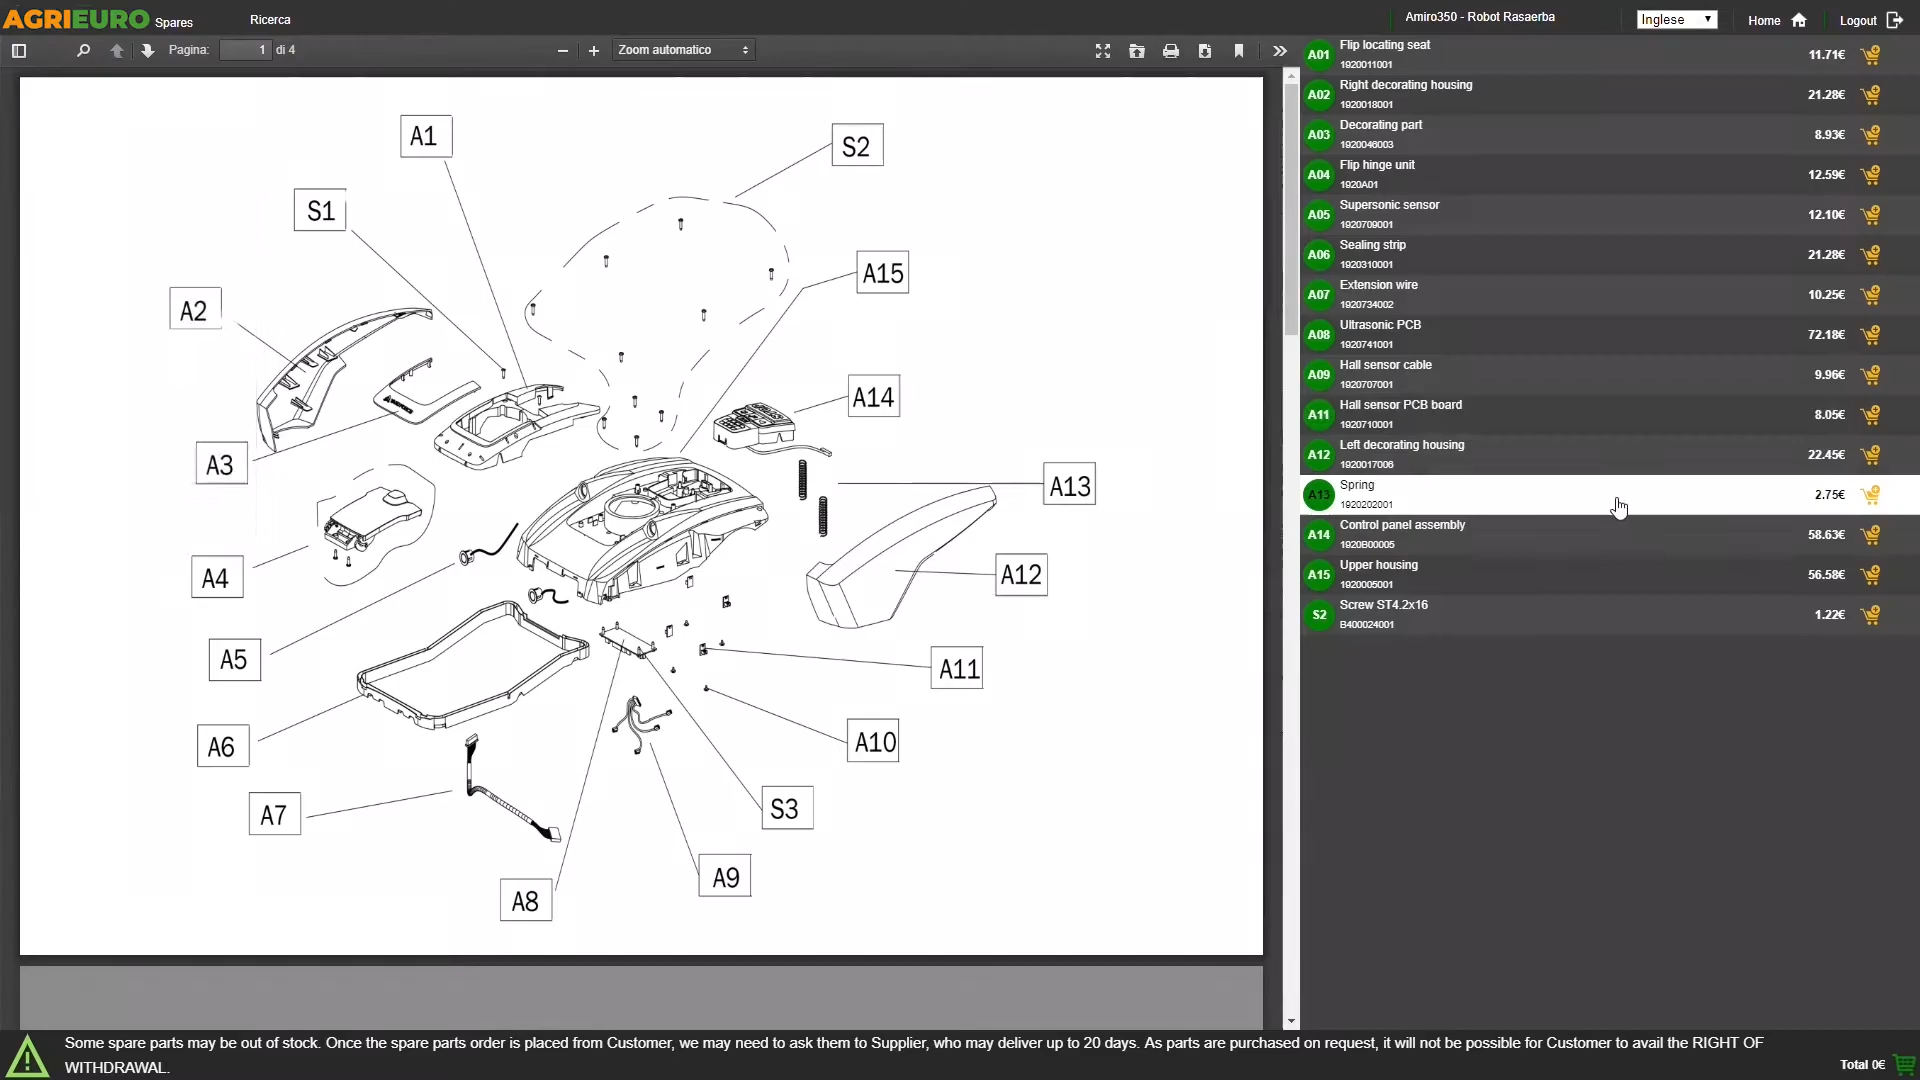 AGRIEURO Spares
Ricerca
Amiro350 - Robot Rasaerba
Inglese
Home
Logout
Pagina:
1
di 4
Zoom automatico
A1
S2
S1
A15
A2
A14
A3
A13
A4
A12
A5
A11
A6
A10
A7
S3
A9
A8
A01
Flip locating seat
1920011001
11.71€
A02
Right decorating housing
1920018001
21.28€
A03
Decorating part
1920046003
8.93€
A04
Flip hinge unit
1920A01
12.59€
A05
Supersonic sensor
1920709001
12.10€
A06
Sealing strip
1920310001
21.28€
A07
Extension wire
1920734002
10.25€
A08
Ultrasonic PCB
1920741001
72.18€
A09
Hall sensor cable
1920707001
9.96€
A11
Hall sensor PCB board
1920710001
8.05€
A12
Left decorating housing
1920017006
22.45€
A13
Spring
1920202001
2.75€
A14
Control panel assembly
1920B00005
58.63€
A15
Upper housing
1920005001
56.58€
S2
Screw ST4.2x16
B400024001
1.22€
Some spare parts may be out of stock. Once the spare parts order is placed from Customer, we may need to ask them to Supplier, who may deliver up to 20 days. As parts are purchased on request, it will not be possible for Customer to avail the RIGHT OF
WITHDRAWAL.
Total 0€